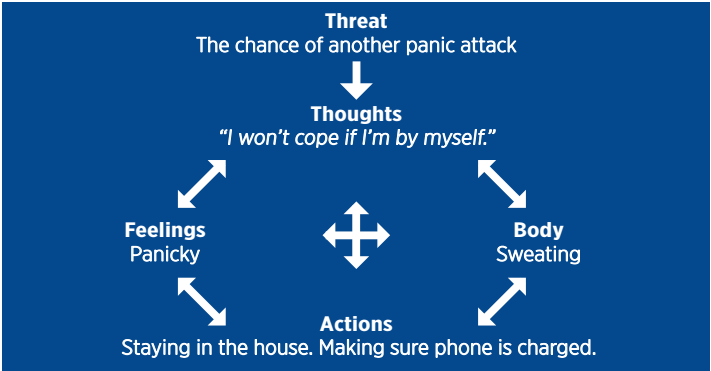 Threat
The chance of another panic attack
Thoughts
“I won’t cope if I’m by myself.”
Feelings
Panicky
Body
Sweating
Actions
Staying in the house. Making sure phone is charged.